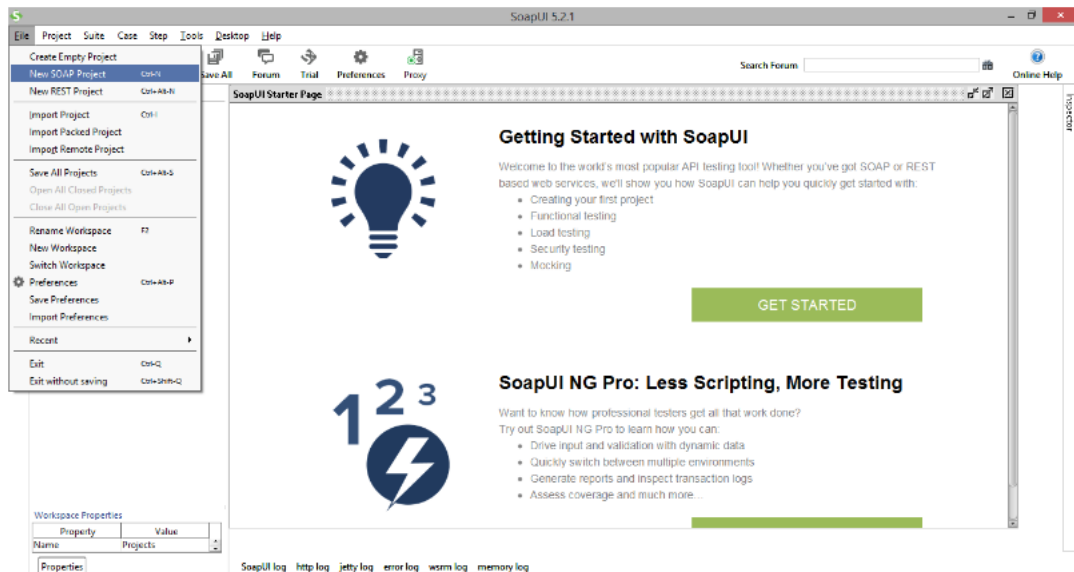 SoapUI 5.2.1
File Project Suite Case Step Tools Desktop Help
Save All Forum Trial Preferences Proxy
Search Forum
Online Help
Create Empty Project
New SOAP Project Ctrl-N
New REST Project Ctrl+Alt-N
Import Project Ctrl-I
Import Packed Project
Import Remote Project
Save All Projects Ctrl+Alt-S
Open All Closed Projects
Close All Open Projects
Rename Workspace F2
New Workspace
Switch Workspace
Preferences Ctrl+Alt-P
Save Preferences
Import Preferences
Recent
Exit Ctrl-Q
Exit without saving Ctrl+Shift-Q
SoapUI Starter Page
Inspector
Getting Started with SoapUI
Welcome to the world's most popular API testing tool! Whether you've got SOAP or REST
based web services, we'll show you how SoapUI can help you quickly get started with:
• Creating your first project
• Functional testing
• Load testing
• Security testing
• Mocking
GET STARTED
1 2 3
SoapUI NG Pro: Less Scripting, More Testing
Want to know how professional testers get all that work done?
Try out SoapUI NG Pro to learn how you can:
• Drive input and validation with dynamic data
• Quickly switch between multiple environments
• Generate reports and inspect transaction logs
• Assess coverage and much more...
Workspace Properties
Property Value
Name Projects
Properties
SoapUI log http log jetty log error log wsrm log memory log